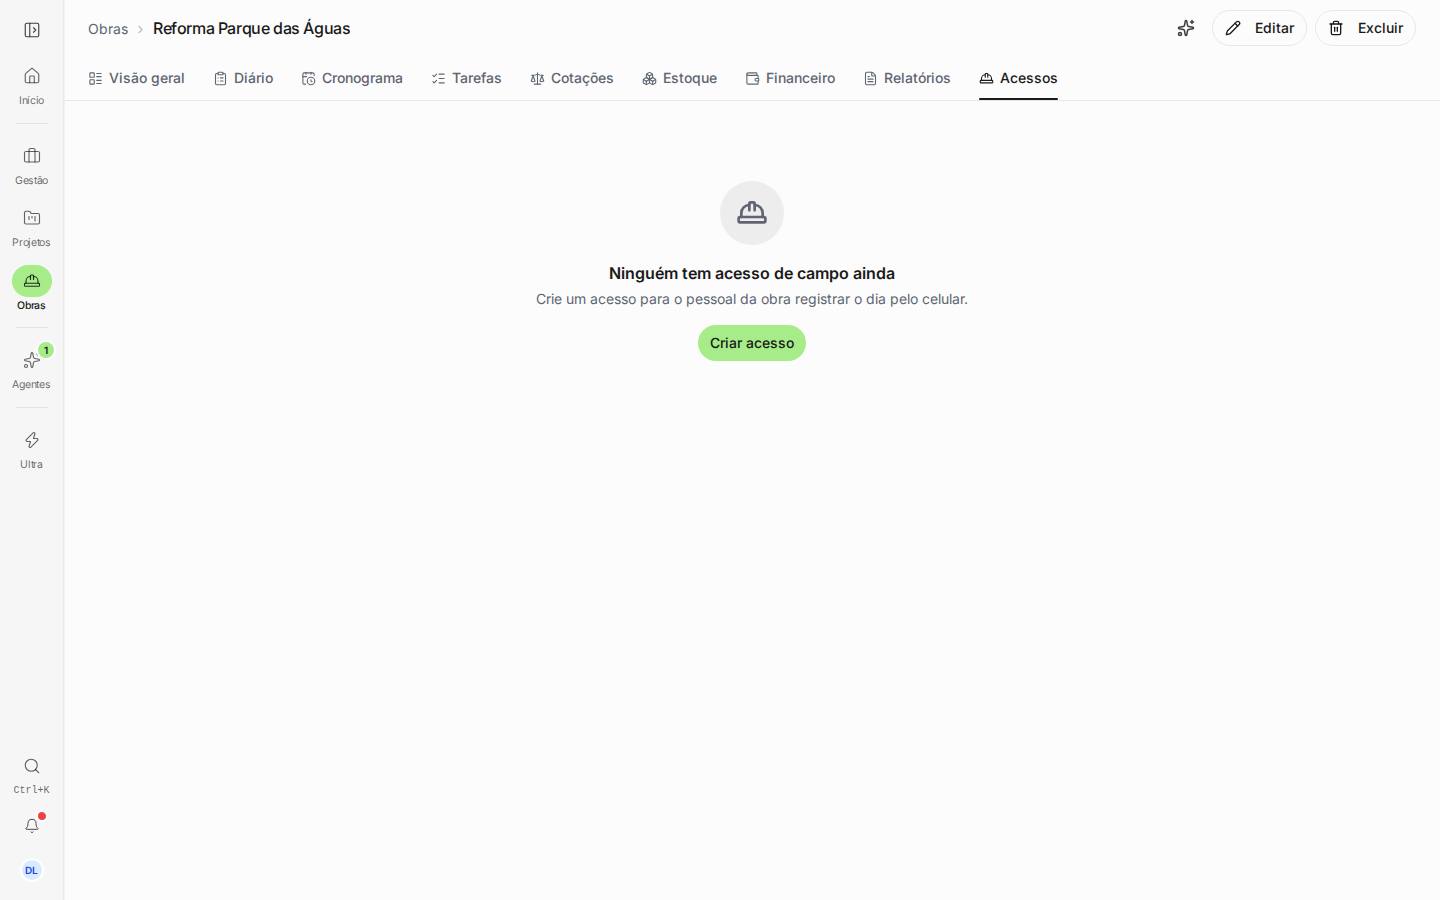 Obras
Reforma Parque das Águas
Editar
Excluir
Visão geral
Diário
Cronograma
Tarefas
Cotações
Estoque
Financeiro
Relatórios
Acessos
Início
Gestão
Projetos
Obras
1
Agentes
Ultra
Ctrl+K
DL
Ninguém tem acesso de campo ainda
Crie um acesso para o pessoal da obra registrar o dia pelo celular.
Criar acesso